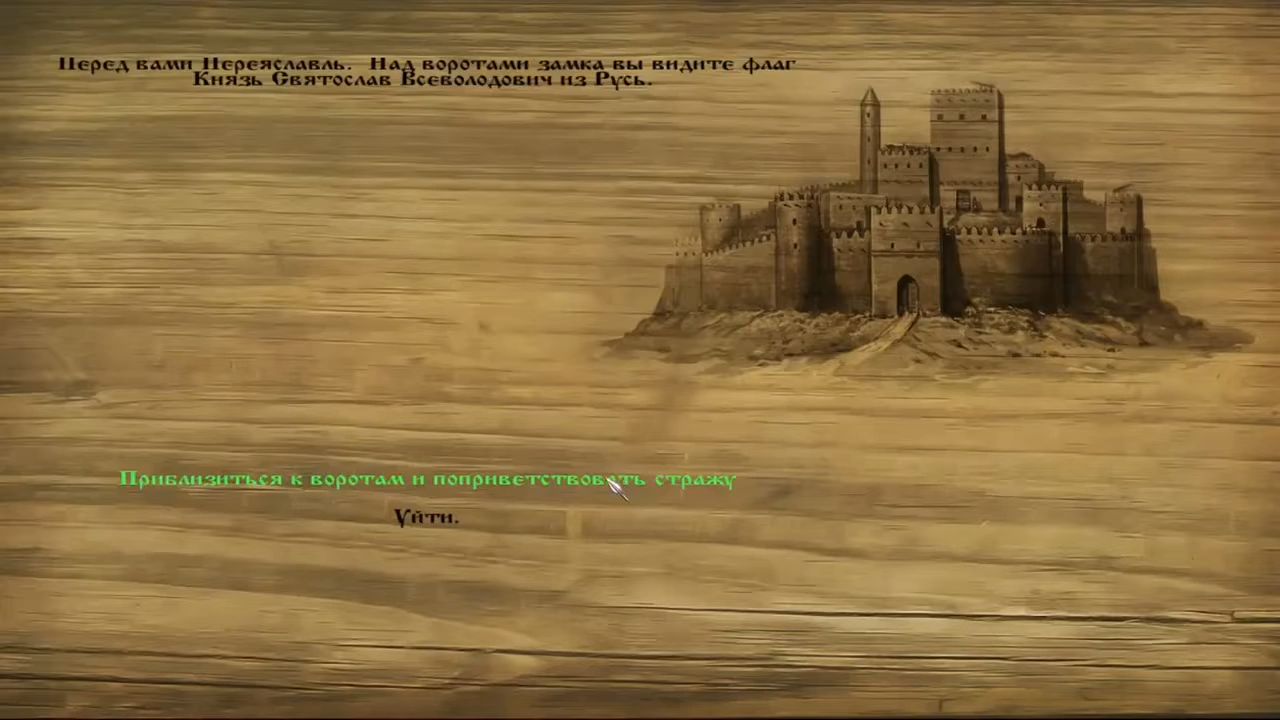 Перед вами Переяславль. Над воротами замка вы видите флаг
Князь Святослав Всеволодович из Русь.
Приблизиться к воротам и поприветствовать стражу
Уйти.